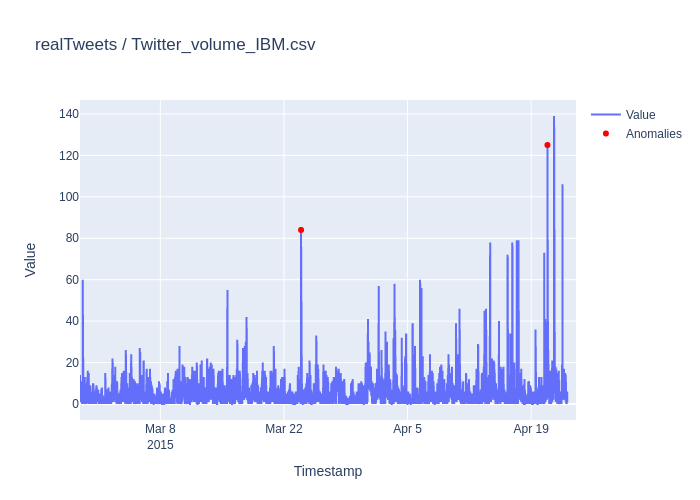 realTweets / Twitter_volume_IBM.csv
Value
Anomalies
140
120
100
80
60
40
20
0
Value
Mar 8
2015
Mar 22
Apr 5
Apr 19
Timestamp